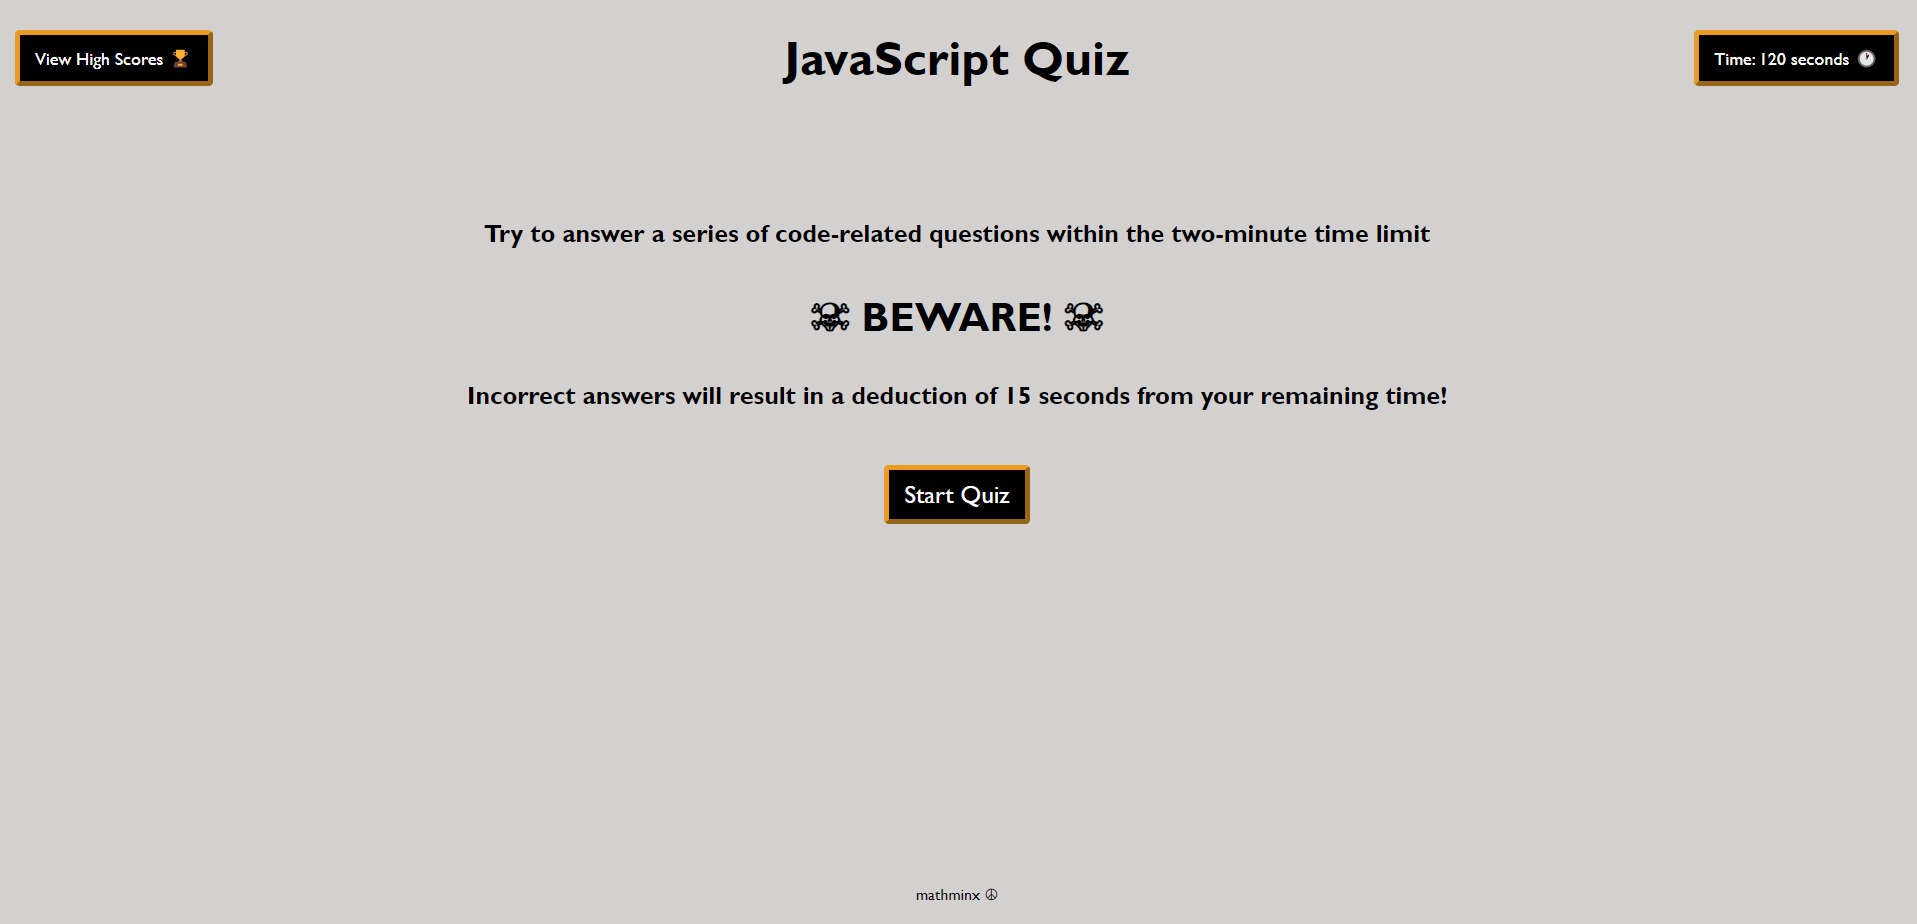 View High Scores 🏆
JavaScript Quiz
Time: 120 seconds 🕐
Try to answer a series of code-related questions within the two-minute time limit
☠ BEWARE! ☠
Incorrect answers will result in a deduction of 15 seconds from your remaining time!
Start Quiz
mathminx ☮